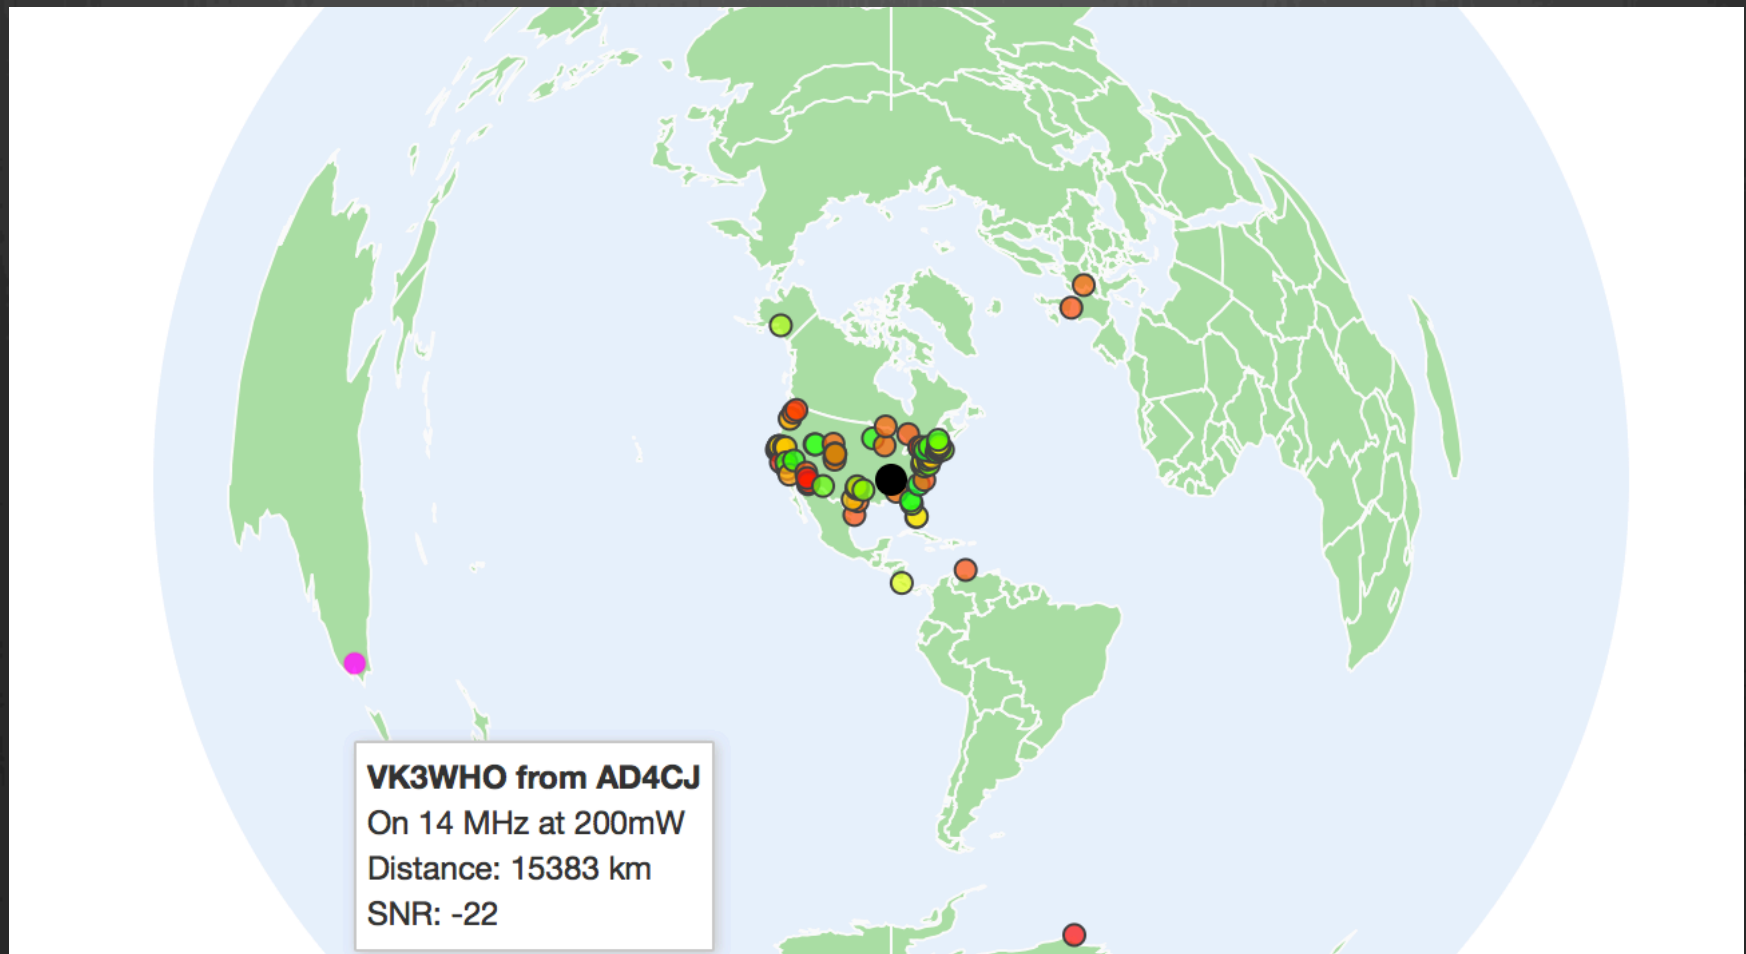 VK3WHO from AD4CJ
On 14 MHz at 200mW
Distance: 15383 km
SNR: -22